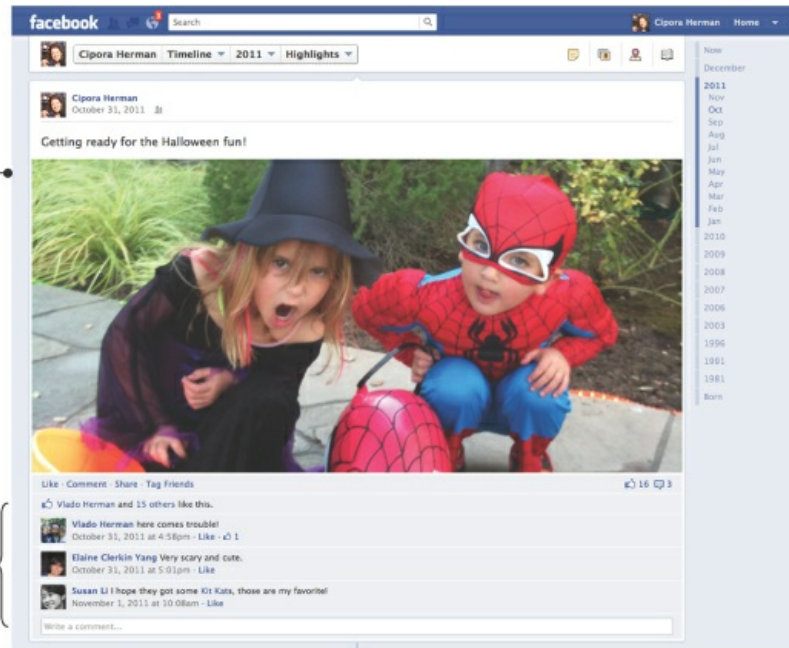 facebook
3
Search
Cipora Herman Home
Cipora Herman Timeline 2011 Highlights
Cipora Herman
October 31, 2011
Getting ready for the Halloween fun!
Like · Comment · Share · Tag Friends
16 3
Vlado Herman and 15 others like this.
Vlado Herman here comes trouble!
October 31, 2011 at 4:58pm · Like · 1
Elaine Clerkin Yang Very scary and cute.
October 31, 2011 at 5:01pm · Like
Susan Li I hope they got some Kit Kats, those are my favorite!
November 1, 2011 at 10:08am · Like
Write a comment...
Now
December
2011
Nov
Oct
Sep
Aug
Jul
Jun
May
Apr
Mar
Feb
Jan
2010
2009
2008
2007
2006
2003
1996
1991
1981
Born